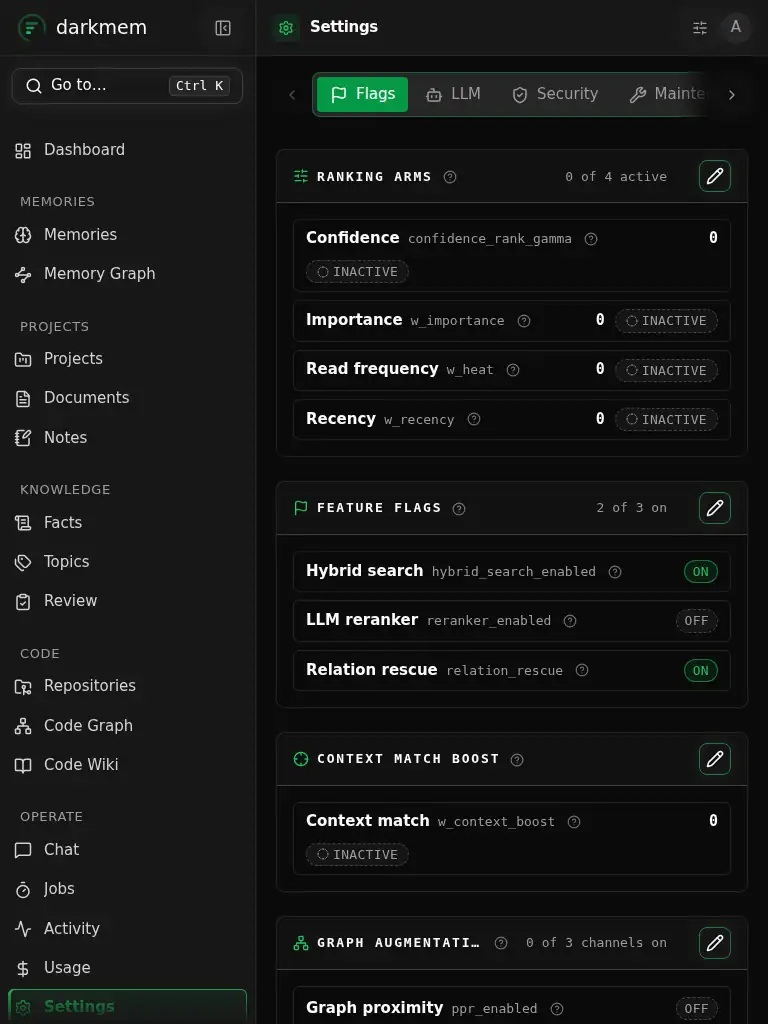 darkmem
Go to...
Ctrl K
Dashboard
MEMORIES
Memories
Memory Graph
PROJECTS
Projects
Documents
Notes
KNOWLEDGE
Facts
Topics
Review
CODE
Repositories
Code Graph
Code Wiki
OPERATE
Chat
Jobs
Activity
Usage
Settings
Settings
A
Flags
LLM
Security
Mainte
RANKING ARMS
0 of 4 active
Confidence confidence_rank_gamma 0
INACTIVE
Importance w_importance 0 INACTIVE
Read frequency w_heat 0 INACTIVE
Recency w_recency 0 INACTIVE
FEATURE FLAGS
2 of 3 on
Hybrid search hybrid_search_enabled ON
LLM reranker reranker_enabled OFF
Relation rescue relation_rescue ON
CONTEXT MATCH BOOST
Context match w_context_boost 0
INACTIVE
GRAPH AUGMENTATI…
0 of 3 channels on
Graph proximity ppr_enabled OFF